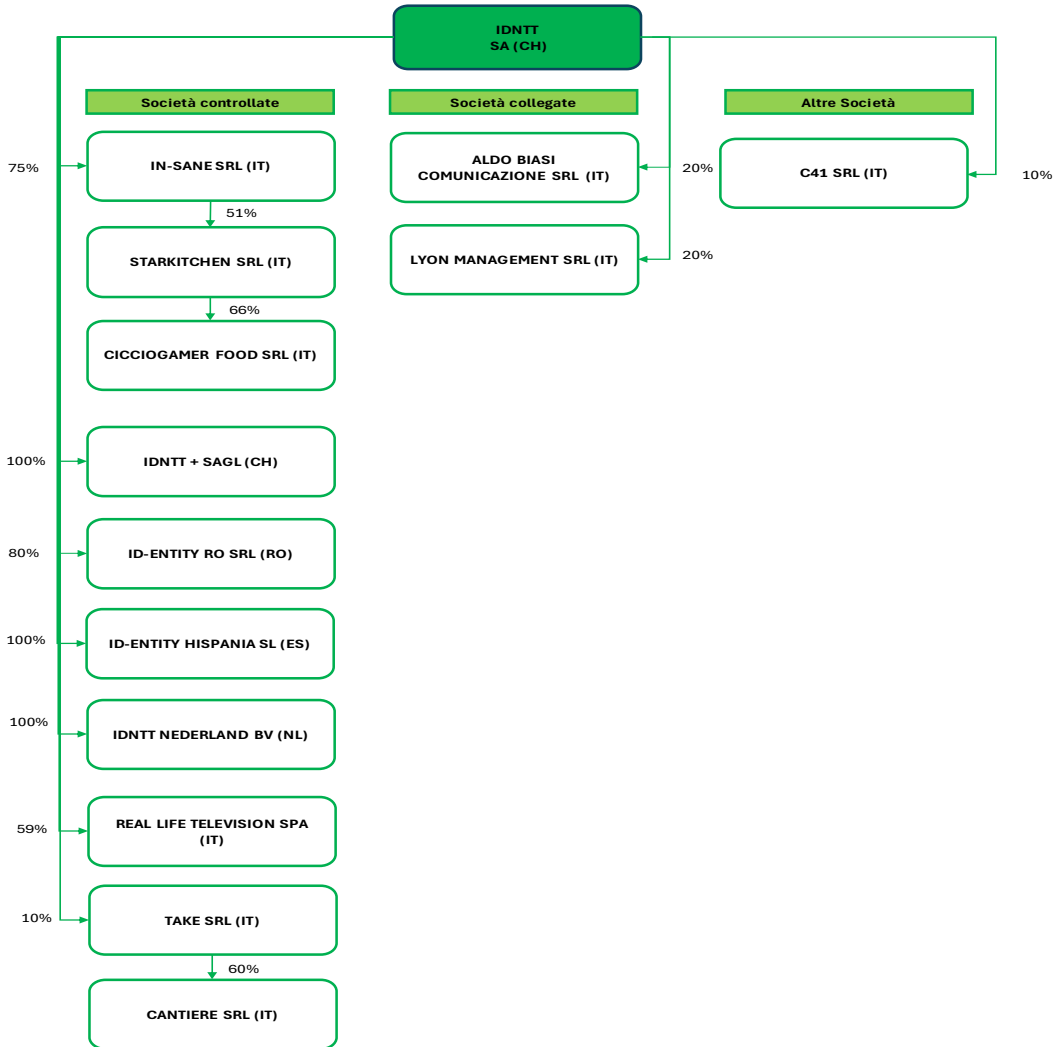 IDNTT
SA (CH)
Società controllate
Società collegate
Altre Società
75%
IN-SANE SRL (IT)
ALDO BIASI
COMUNICAZIONE SRL (IT)
20%
C41 SRL (IT)
10%
51%
STARKITCHEN SRL (IT)
LYON MANAGEMENT SRL (IT)
20%
66%
CICCIOGAMER FOOD SRL (IT)
100%
IDNTT + SAGL (CH)
80%
ID-ENTITY RO SRL (RO)
100%
ID-ENTITY HISPANIA SL (ES)
100%
IDNTT NEDERLAND BV (NL)
59%
REAL LIFE TELEVISION SPA
(IT)
10%
TAKE SRL (IT)
60%
CANTIERE SRL (IT)